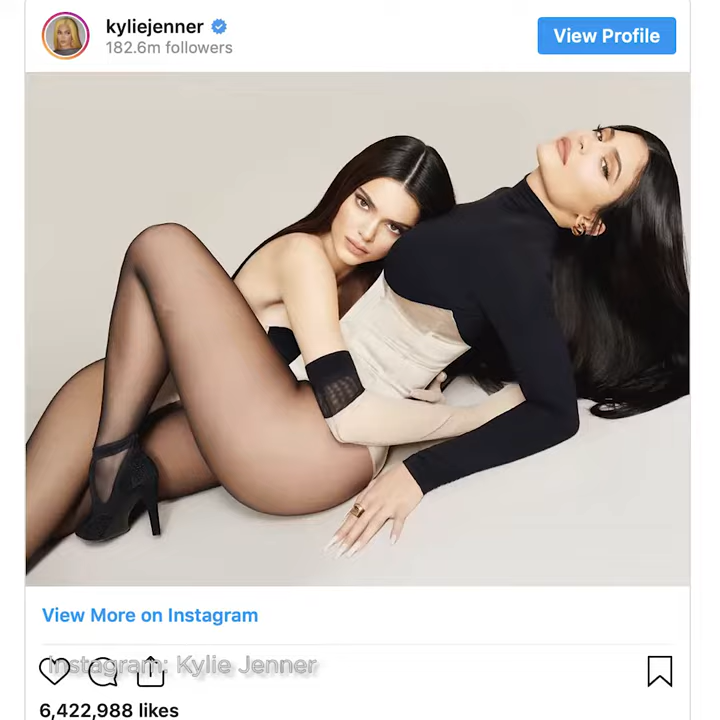 kyliejenner
182.6m followers
View Profile
View More on Instagram
Instagram: Kylie Jenner
6,422,988 likes